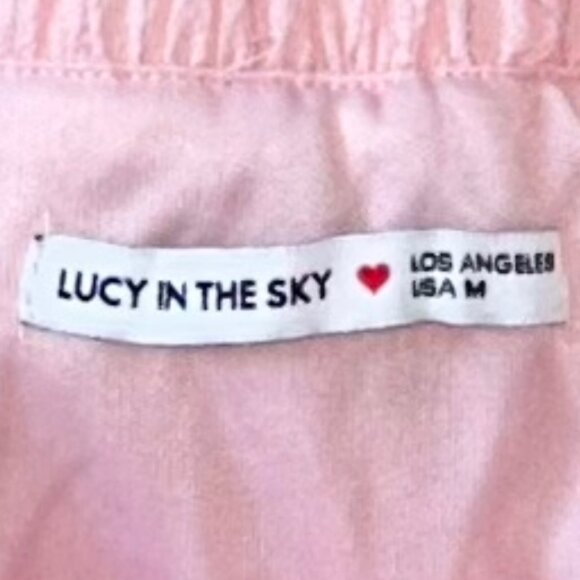 LUCY IN THE SKY ❤ LOS ANGELES
USA M